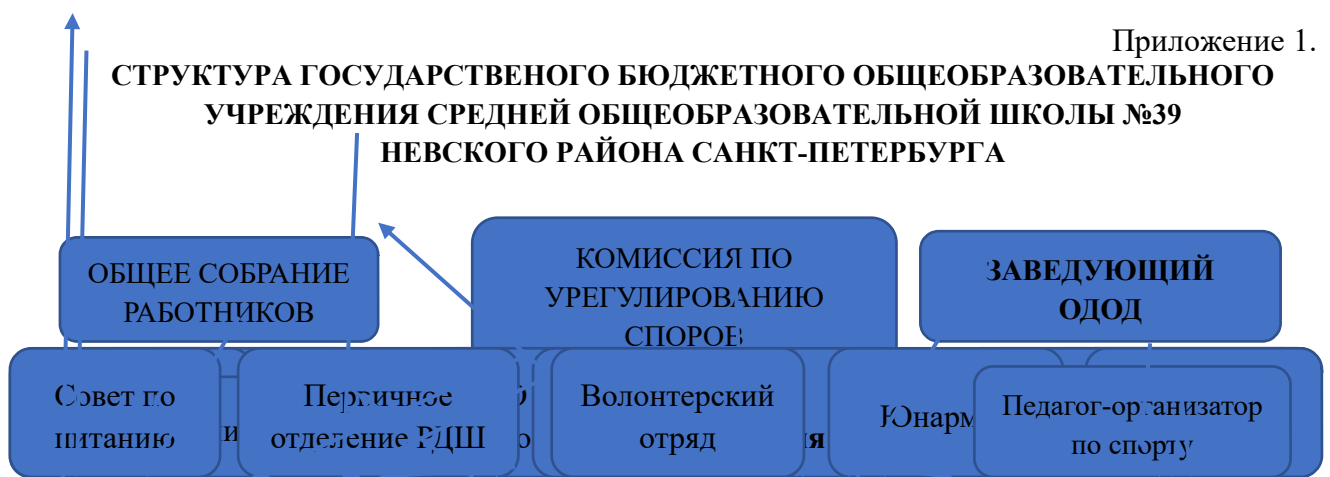 Приложение 1.
СТРУКТУРА ГОСУДАРСТВЕНОГО БЮДЖЕТНОГО ОБЩЕОБРАЗОВАТЕЛЬНОГО
УЧРЕЖДЕНИЯ СРЕДНЕЙ ОБЩЕОБРАЗОВАТЕЛЬНОЙ ШКОЛЫ №39
НЕВСКОГО РАЙОНА САНКТ-ПЕТЕРБУРГА
ОБЩЕЕ СОБРАНИЕ
РАБОТНИКОВ
КОМИССИЯ ПО
УРЕГУЛИРОВАНИЮ
СПОРОВ
ЗАВЕДУЮЩИЙ
ОДОД
Совет по
питанию
Первичное
отделение РДШ
Волонтерский
отряд
Педагог-организатор
по спорту